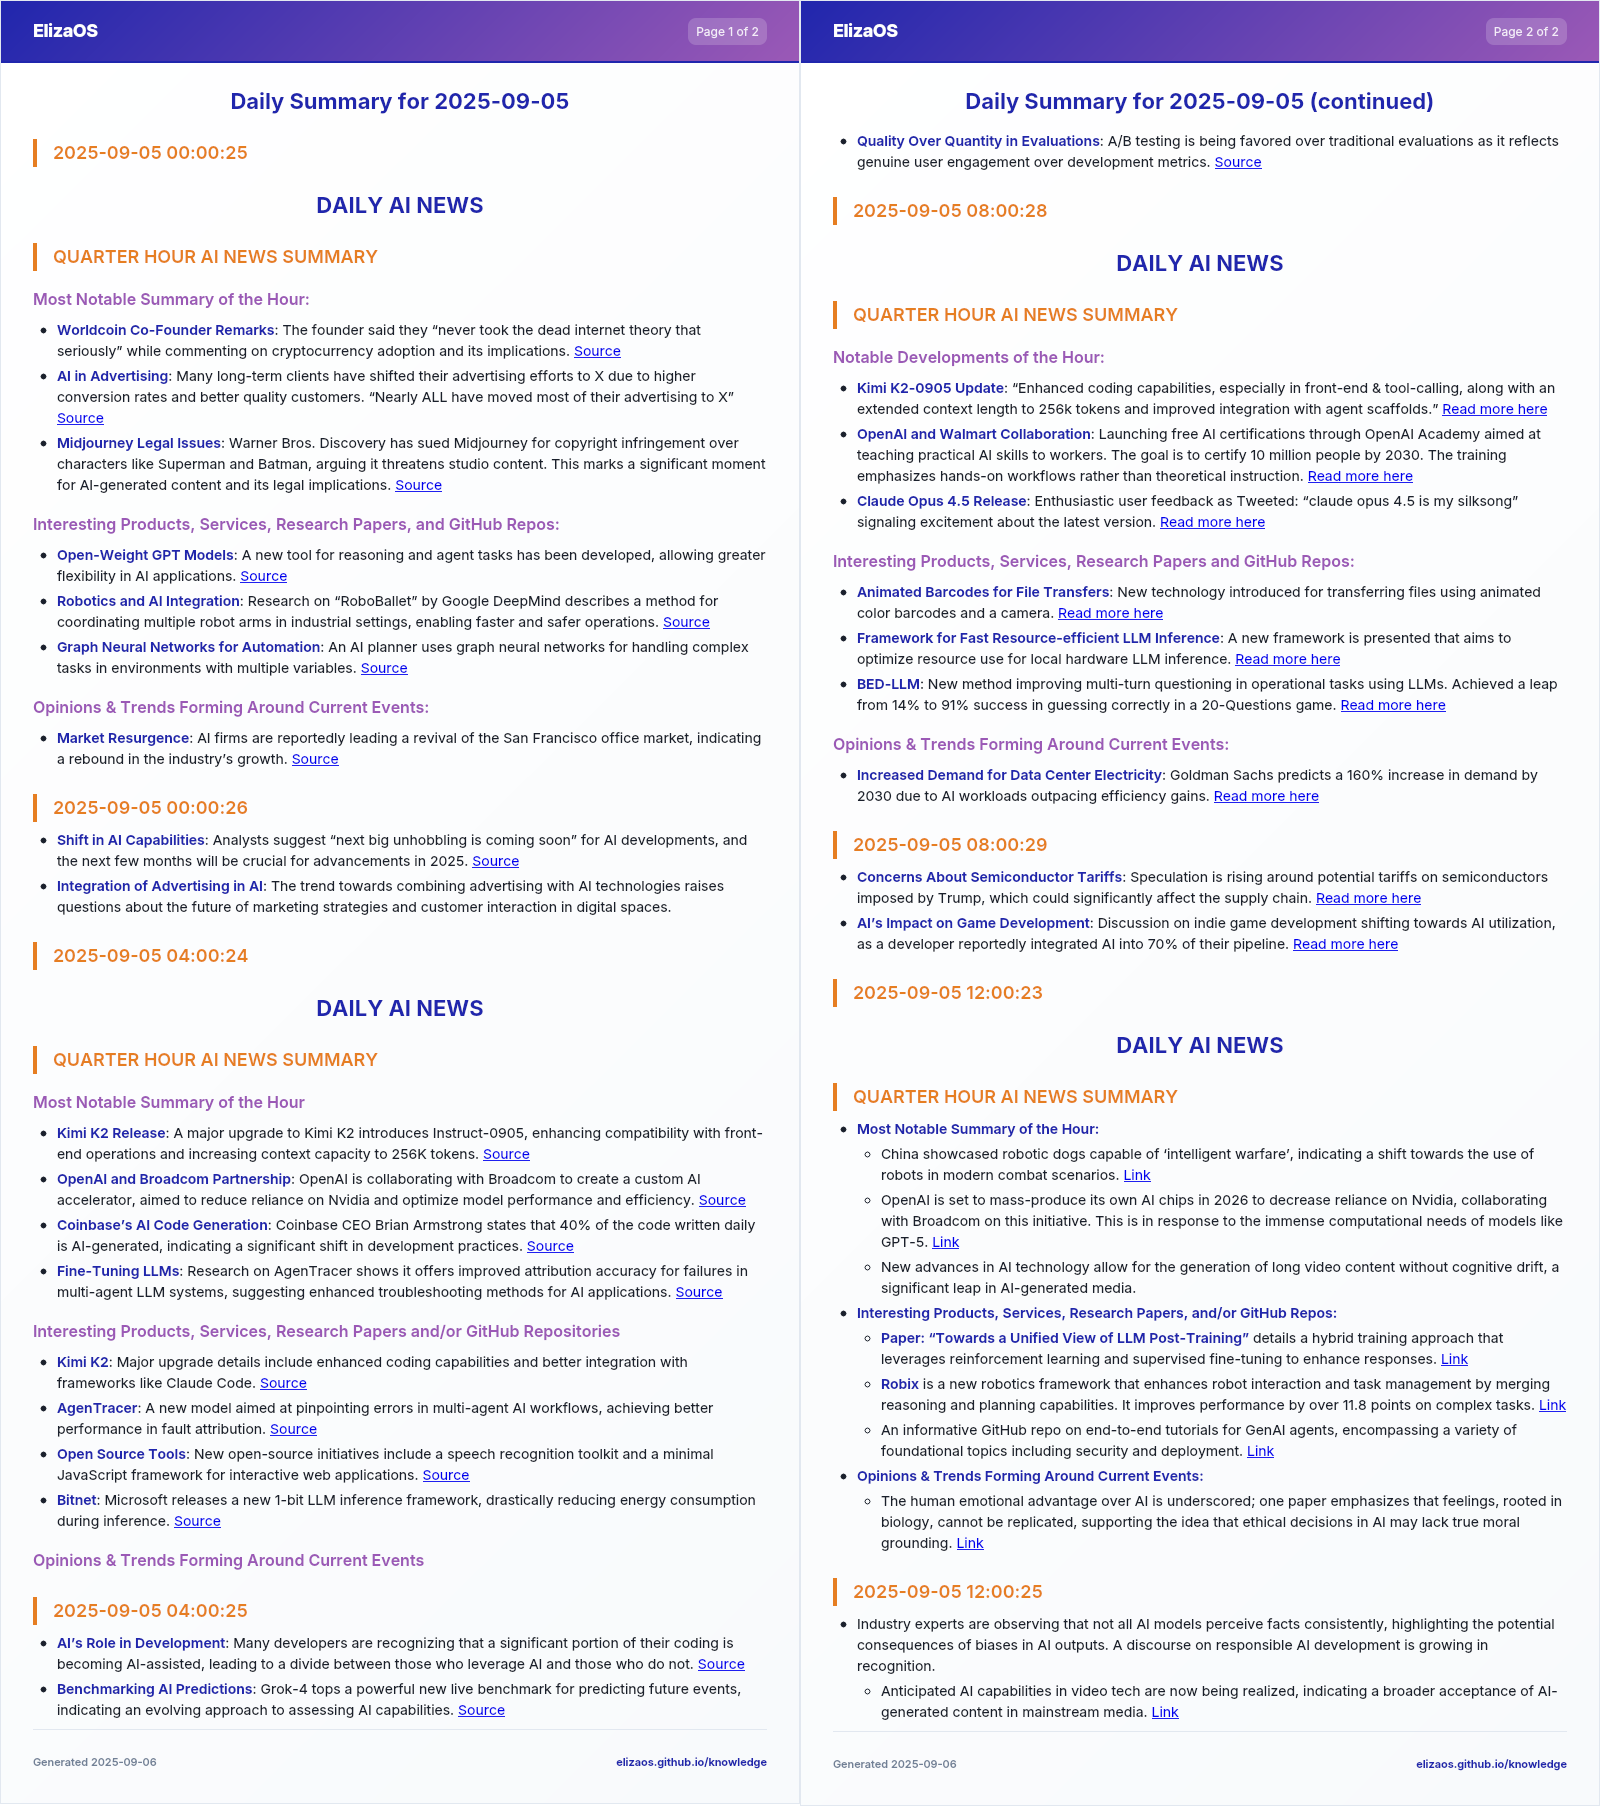 ElizaOS
Page 1 of 2
Daily Summary for 2025-09-05
2025-09-05 00:00:25
DAILY AI NEWS
QUARTER HOUR AI NEWS SUMMARY
Most Notable Summary of the Hour:
• Worldcoin Co-Founder Remarks: The founder said they “never took the dead internet theory that
seriously” while commenting on cryptocurrency adoption and its implications. Source
• AI in Advertising: Many long-term clients have shifted their advertising efforts to X due to higher
conversion rates and better quality customers. “Nearly ALL have moved most of their advertising to X”
Source
• Midjourney Legal Issues: Warner Bros. Discovery has sued Midjourney for copyright infringement over
characters like Superman and Batman, arguing it threatens studio content. This marks a significant moment
for AI-generated content and its legal implications. Source
Interesting Products, Services, Research Papers, and GitHub Repos:
• Open-Weight GPT Models: A new tool for reasoning and agent tasks has been developed, allowing greater
flexibility in AI applications. Source
• Robotics and AI Integration: Research on “RoboBallet” by Google DeepMind describes a method for
coordinating multiple robot arms in industrial settings, enabling faster and safer operations. Source
• Graph Neural Networks for Automation: An AI planner uses graph neural networks for handling complex
tasks in environments with multiple variables. Source
Opinions & Trends Forming Around Current Events:
• Market Resurgence: AI firms are reportedly leading a revival of the San Francisco office market, indicating
a rebound in the industry’s growth. Source
2025-09-05 00:00:26
• Shift in AI Capabilities: Analysts suggest “next big unhobbling is coming soon” for AI developments, and
the next few months will be crucial for advancements in 2025. Source
• Integration of Advertising in AI: The trend towards combining advertising with AI technologies raises
questions about the future of marketing strategies and customer interaction in digital spaces.
2025-09-05 04:00:24
DAILY AI NEWS
QUARTER HOUR AI NEWS SUMMARY
Most Notable Summary of the Hour
• Kimi K2 Release: A major upgrade to Kimi K2 introduces Instruct-0905, enhancing compatibility with front-
end operations and increasing context capacity to 256K tokens. Source
• OpenAI and Broadcom Partnership: OpenAI is collaborating with Broadcom to create a custom AI
accelerator, aimed to reduce reliance on Nvidia and optimize model performance and efficiency. Source
• Coinbase’s AI Code Generation: Coinbase CEO Brian Armstrong states that 40% of the code written daily
is AI-generated, indicating a significant shift in development practices. Source
• Fine-Tuning LLMs: Research on AgenTracer shows it offers improved attribution accuracy for failures in
multi-agent LLM systems, suggesting enhanced troubleshooting methods for AI applications. Source
Interesting Products, Services, Research Papers and/or GitHub Repositories
• Kimi K2: Major upgrade details include enhanced coding capabilities and better integration with
frameworks like Claude Code. Source
• AgenTracer: A new model aimed at pinpointing errors in multi-agent AI workflows, achieving better
performance in fault attribution. Source
• Open Source Tools: New open-source initiatives include a speech recognition toolkit and a minimal
JavaScript framework for interactive web applications. Source
• Bitnet: Microsoft releases a new 1-bit LLM inference framework, drastically reducing energy consumption
during inference. Source
Opinions & Trends Forming Around Current Events
2025-09-05 04:00:25
• AI’s Role in Development: Many developers are recognizing that a significant portion of their coding is
becoming AI-assisted, leading to a divide between those who leverage AI and those who do not. Source
• Benchmarking AI Predictions: Grok-4 tops a powerful new live benchmark for predicting future events,
indicating an evolving approach to assessing AI capabilities. Source
Generated 2025-09-06
elizaos.github.io/knowledge
ElizaOS
Page 2 of 2
Daily Summary for 2025-09-05 (continued)
• Quality Over Quantity in Evaluations: A/B testing is being favored over traditional evaluations as it reflects
genuine user engagement over development metrics. Source
2025-09-05 08:00:28
DAILY AI NEWS
QUARTER HOUR AI NEWS SUMMARY
Notable Developments of the Hour:
• Kimi K2-0905 Update: “Enhanced coding capabilities, especially in front-end & tool-calling, along with an
extended context length to 256k tokens and improved integration with agent scaffolds.” Read more here
• OpenAI and Walmart Collaboration: Launching free AI certifications through OpenAI Academy aimed at
teaching practical AI skills to workers. The goal is to certify 10 million people by 2030. The training
emphasizes hands-on workflows rather than theoretical instruction. Read more here
• Claude Opus 4.5 Release: Enthusiastic user feedback as Tweeted: “claude opus 4.5 is my silksong”
signaling excitement about the latest version. Read more here
Interesting Products, Services, Research Papers and GitHub Repos:
• Animated Barcodes for File Transfers: New technology introduced for transferring files using animated
color barcodes and a camera. Read more here
• Framework for Fast Resource-efficient LLM Inference: A new framework is presented that aims to
optimize resource use for local hardware LLM inference. Read more here
• BED-LLM: New method improving multi-turn questioning in operational tasks using LLMs. Achieved a leap
from 14% to 91% success in guessing correctly in a 20-Questions game. Read more here
Opinions & Trends Forming Around Current Events:
• Increased Demand for Data Center Electricity: Goldman Sachs predicts a 160% increase in demand by
2030 due to AI workloads outpacing efficiency gains. Read more here
2025-09-05 08:00:29
• Concerns About Semiconductor Tariffs: Speculation is rising around potential tariffs on semiconductors
imposed by Trump, which could significantly affect the supply chain. Read more here
• AI’s Impact on Game Development: Discussion on indie game development shifting towards AI utilization,
as a developer reportedly integrated AI into 70% of their pipeline. Read more here
2025-09-05 12:00:23
DAILY AI NEWS
QUARTER HOUR AI NEWS SUMMARY
• Most Notable Summary of the Hour:
◦ China showcased robotic dogs capable of ‘intelligent warfare’, indicating a shift towards the use of
robots in modern combat scenarios. Link
◦ OpenAI is set to mass-produce its own AI chips in 2026 to decrease reliance on Nvidia, collaborating
with Broadcom on this initiative. This is in response to the immense computational needs of models like
GPT-5. Link
◦ New advances in AI technology allow for the generation of long video content without cognitive drift, a
significant leap in AI-generated media.
• Interesting Products, Services, Research Papers, and/or GitHub Repos:
◦ Paper: “Towards a Unified View of LLM Post-Training” details a hybrid training approach that
leverages reinforcement learning and supervised fine-tuning to enhance responses. Link
◦ Robix is a new robotics framework that enhances robot interaction and task management by merging
reasoning and planning capabilities. It improves performance by over 11.8 points on complex tasks. Link
◦ An informative GitHub repo on end-to-end tutorials for GenAI agents, encompassing a variety of
foundational topics including security and deployment. Link
• Opinions & Trends Forming Around Current Events:
◦ The human emotional advantage over AI is underscored; one paper emphasizes that feelings, rooted in
biology, cannot be replicated, supporting the idea that ethical decisions in AI may lack true moral
grounding. Link
2025-09-05 12:00:25
• Industry experts are observing that not all AI models perceive facts consistently, highlighting the potential
consequences of biases in AI outputs. A discourse on responsible AI development is growing in
recognition.
◦ Anticipated AI capabilities in video tech are now being realized, indicating a broader acceptance of AI-
generated content in mainstream media. Link
Generated 2025-09-06
elizaos.github.io/knowledge